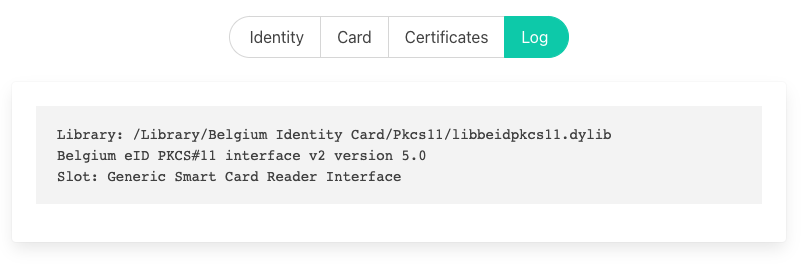 Identity Card Certificates Log
Library: /Library/Belgium Identity Card/Pkcs11/libbeidpkcs11.dylib
Belgium eID PKCS#11 interface v2 version 5.0
Slot: Generic Smart Card Reader Interface